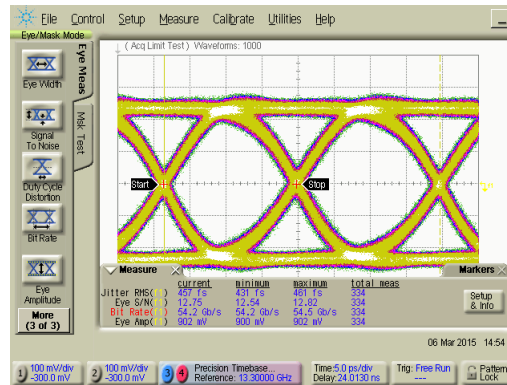 File Control Setup Measure Calibrate Utilities Help
Eye/Mask Mode
( Acq Limit Test ) Waveforms: 1000
Eye Meas
Msk Test
Eye Width
Signal
To Noise
Duty Cycle
Distortion
Bit Rate
Eye
Amplitude
More
(3 of 3)
Start
Stop
Measure
Markers
current minimum maximum total meas
Jitter RMS 457 fs 431 fs 461 fs 334
Eye S/N 12.75 12.54 12.82 334
Bit Rate 54.2 Gb/s 54.2 Gb/s 54.5 Gb/s 334
Eye Amp 902 mV 900 mV 902 mV 334
Setup
& Info
06 Mar 2015 14:54
1 100 mV/div
-300.0 mV
2 100 mV/div
-300.0 mV
3 4 Precision Timebase...
Reference: 13.30000 GHz
Time:5.0 ps/div
Delay:24.0130 ns
Trig: Free Run
---
Pattern
Lock